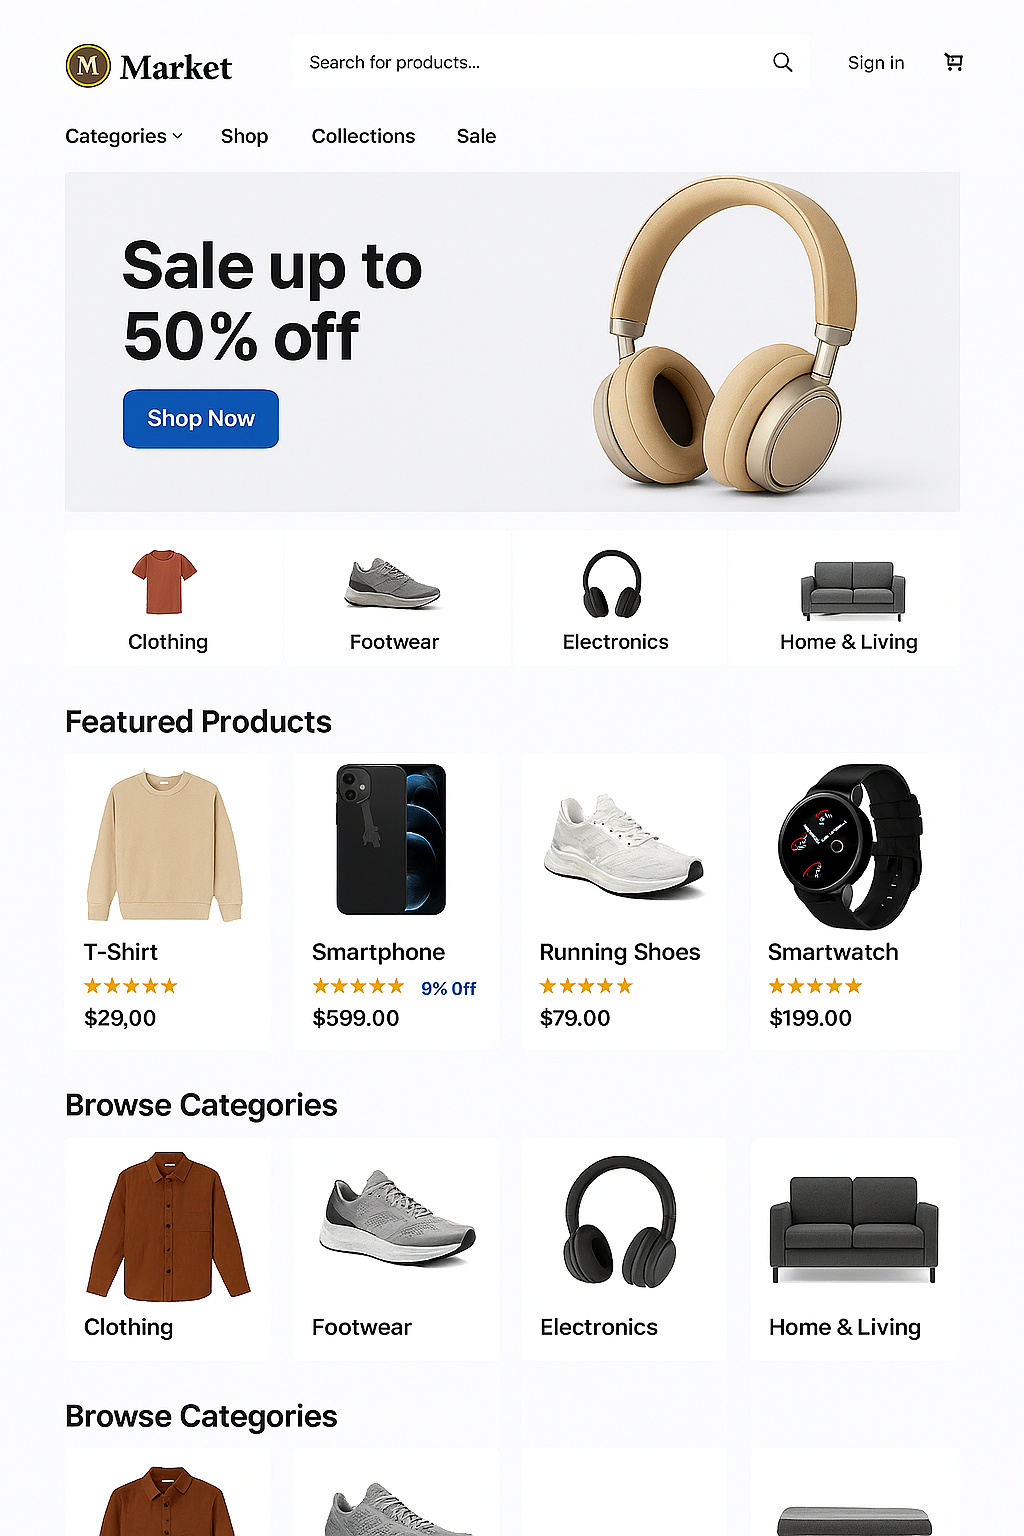 M Market
Search for products...
Sign in
Categories
Shop
Collections
Sale
Sale up to
50% off
Shop Now
Clothing
Footwear
Electronics
Home & Living
Featured Products
T-Shirt
$29,00
Smartphone
9% Off
$599.00
Running Shoes
$79.00
Smartwatch
$199.00
Browse Categories
Clothing
Footwear
Electronics
Home & Living
Browse Categories